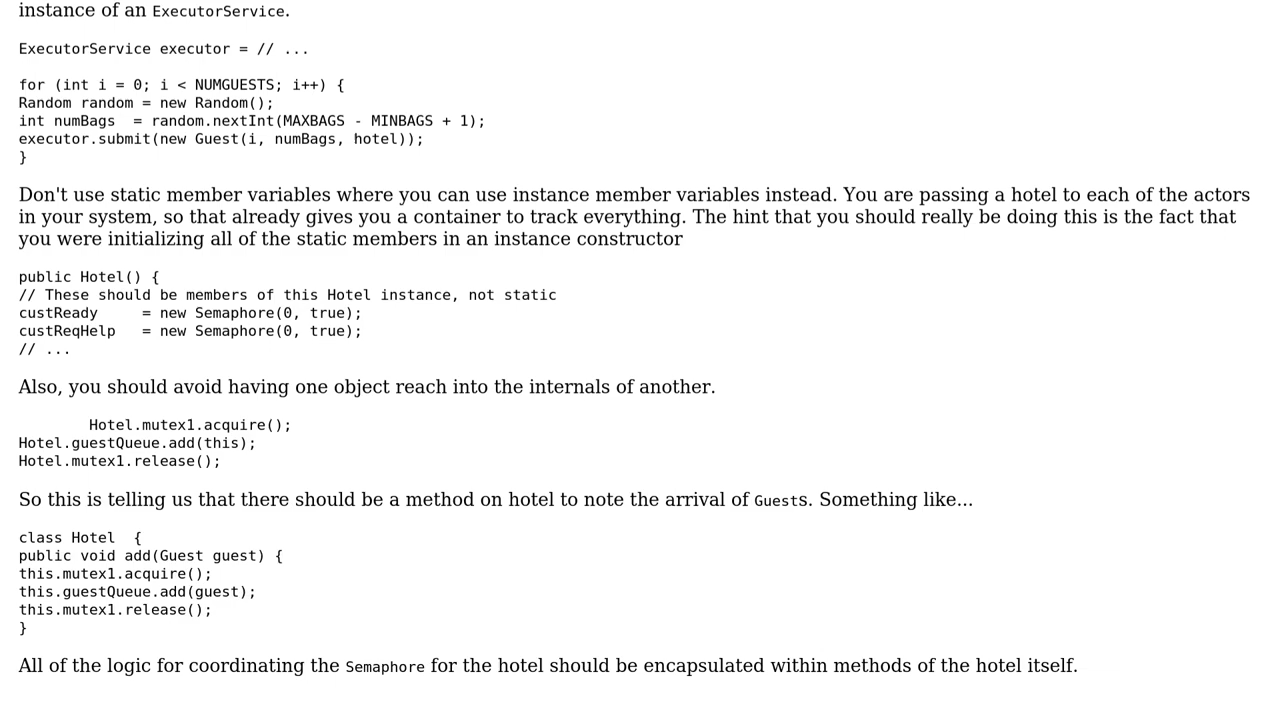 instance of an ExecutorService.
ExecutorService executor = // ...
for (int i = 0; i < NUMGUESTS; i++) {
Random random = new Random();
int numBags  = random.nextInt(MAXBAGS - MINBAGS + 1);
executor.submit(new Guest(i, numBags, hotel));
}
Don't use static member variables where you can use instance member variables instead. You are passing a hotel to each of the actors
in your system, so that already gives you a container to track everything. The hint that you should really be doing this is the fact that
you were initializing all of the static members in an instance constructor
public Hotel() {
// These should be members of this Hotel instance, not static
custReady     = new Semaphore(0, true);
custReqHelp   = new Semaphore(0, true);
// ...
Also, you should avoid having one object reach into the internals of another.
        Hotel.mutex1.acquire();
Hotel.guestQueue.add(this);
Hotel.mutex1.release();
So this is telling us that there should be a method on hotel to note the arrival of Guests. Something like...
class Hotel  {
public void add(Guest guest) {
this.mutex1.acquire();
this.guestQueue.add(guest);
this.mutex1.release();
}
All of the logic for coordinating the Semaphore for the hotel should be encapsulated within methods of the hotel itself.